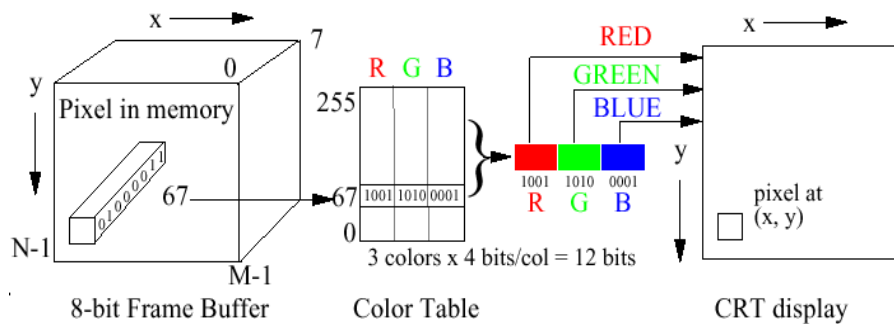 x
7
0
y
Pixel in memory
01000011
67
N-1
M-1
8-bit Frame Buffer
R G B
255
67
1001 1010 0001
0
3 colors x 4 bits/col = 12 bits
Color Table
RED
GREEN
BLUE
1001 1010 0001
R G B
x
y
pixel at
(x, y)
CRT display